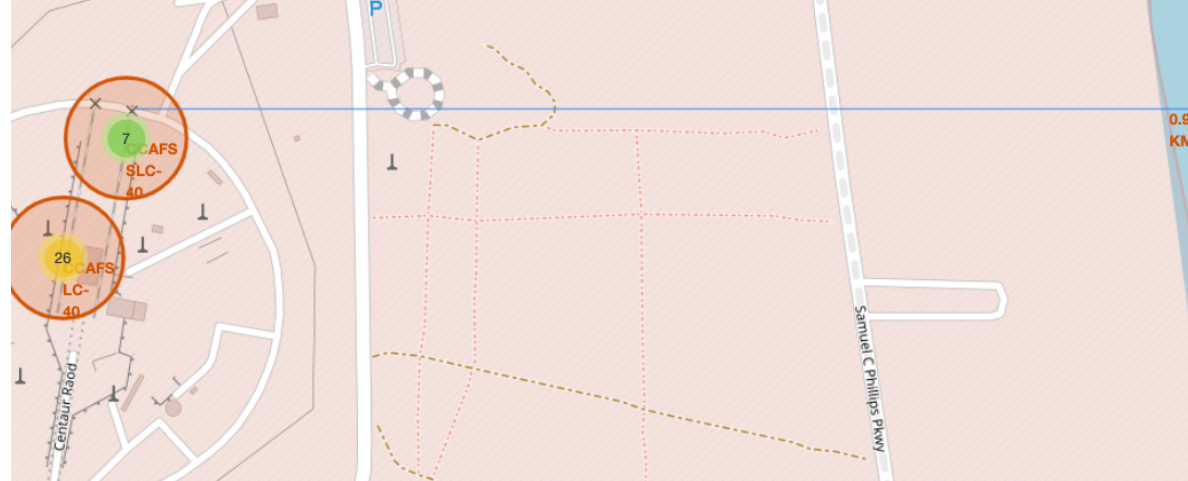 P
7
CCAFS
SLC-
40
26
CCAFS
LC-
40
0.9
KM
Samuel C Phillips Pkwy
Centaur Raod